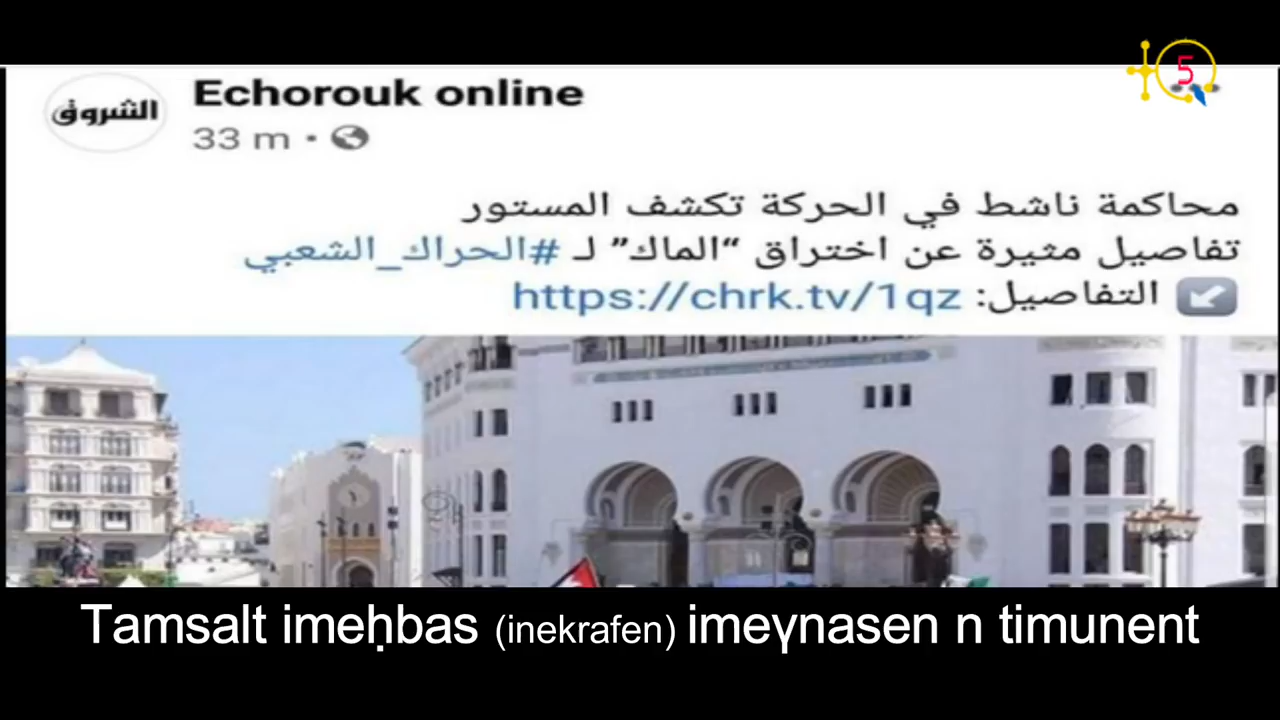 5
Echorouk online
الشروق
33 m ·
محاكمة ناشط في الحركة تكشف المستور
تفاصيل مثيرة عن اختراق “الماك” لـ #الحراك_الشعبي
التفاصيل: https://chrk.tv/1qz
Tamsalt imeḥbas (inekrafen) imeγnasen n timunent